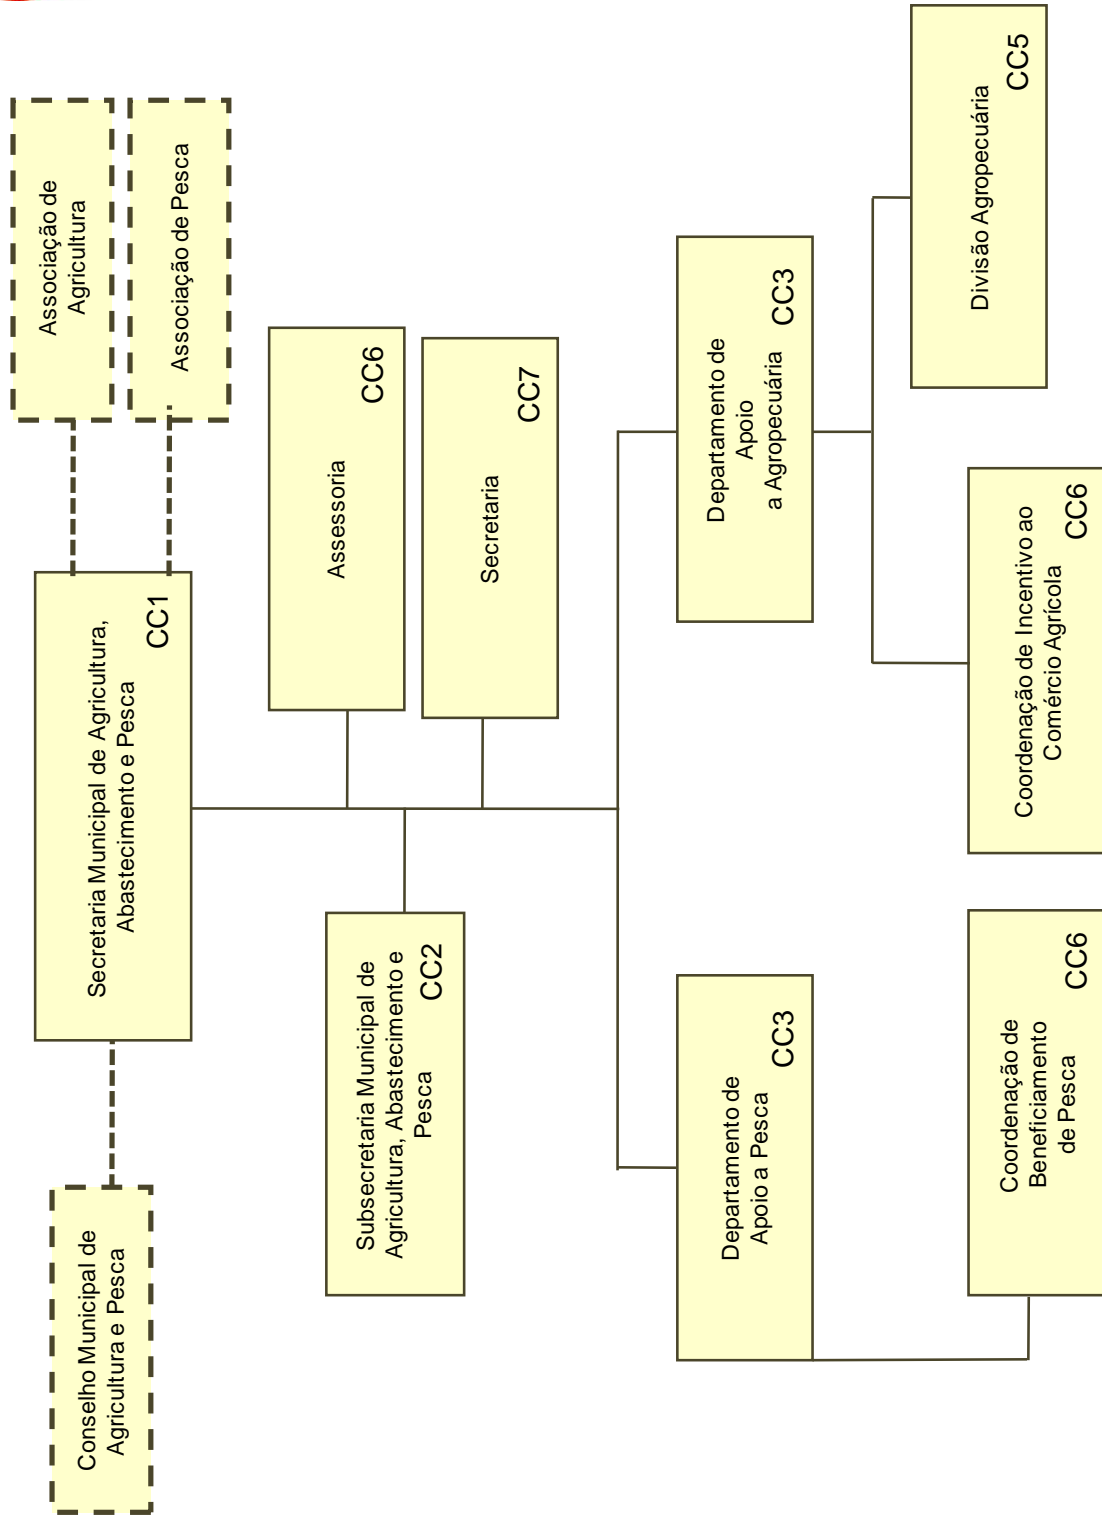 Conselho Municipal de
Agricultura e Pesca
Secretaria Municipal de Agricultura,
Abastecimento e Pesca
CC1
Associação de
Agricultura
Associação de Pesca
Subsecretaria Municipal de
Agricultura, Abastecimento e
Pesca
CC2
Assessoria
CC6
Secretaria
CC7
Departamento de
Apoio a Pesca
CC3
Departamento de
Apoio
a Agropecuária
CC3
Coordenação de
Beneficiamento
de Pesca
CC6
Coordenação de Incentivo ao
Comércio Agrícola
CC6
Divisão Agropecuária
CC5